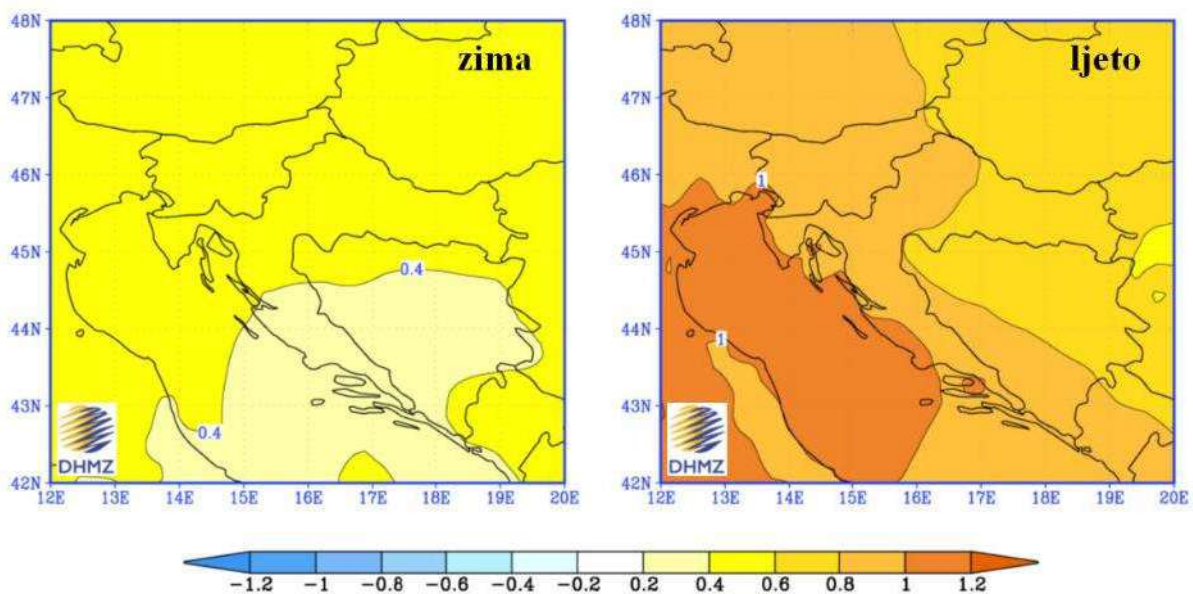 zima
48N
47N
46N
45N
44N
43N
42N
12E 13E 14E 15E 16E 17E 18E 19E 20E
0.4
0.4
DHMZ
ljeto
48N
47N
46N
45N
44N
43N
42N
12E 13E 14E 15E 16E 17E 18E 19E 20E
1
1
DHMZ
-1.2 -1 -0.8 -0.6 -0.4 -0.2 0.2 0.4 0.6 0.8 1 1.2